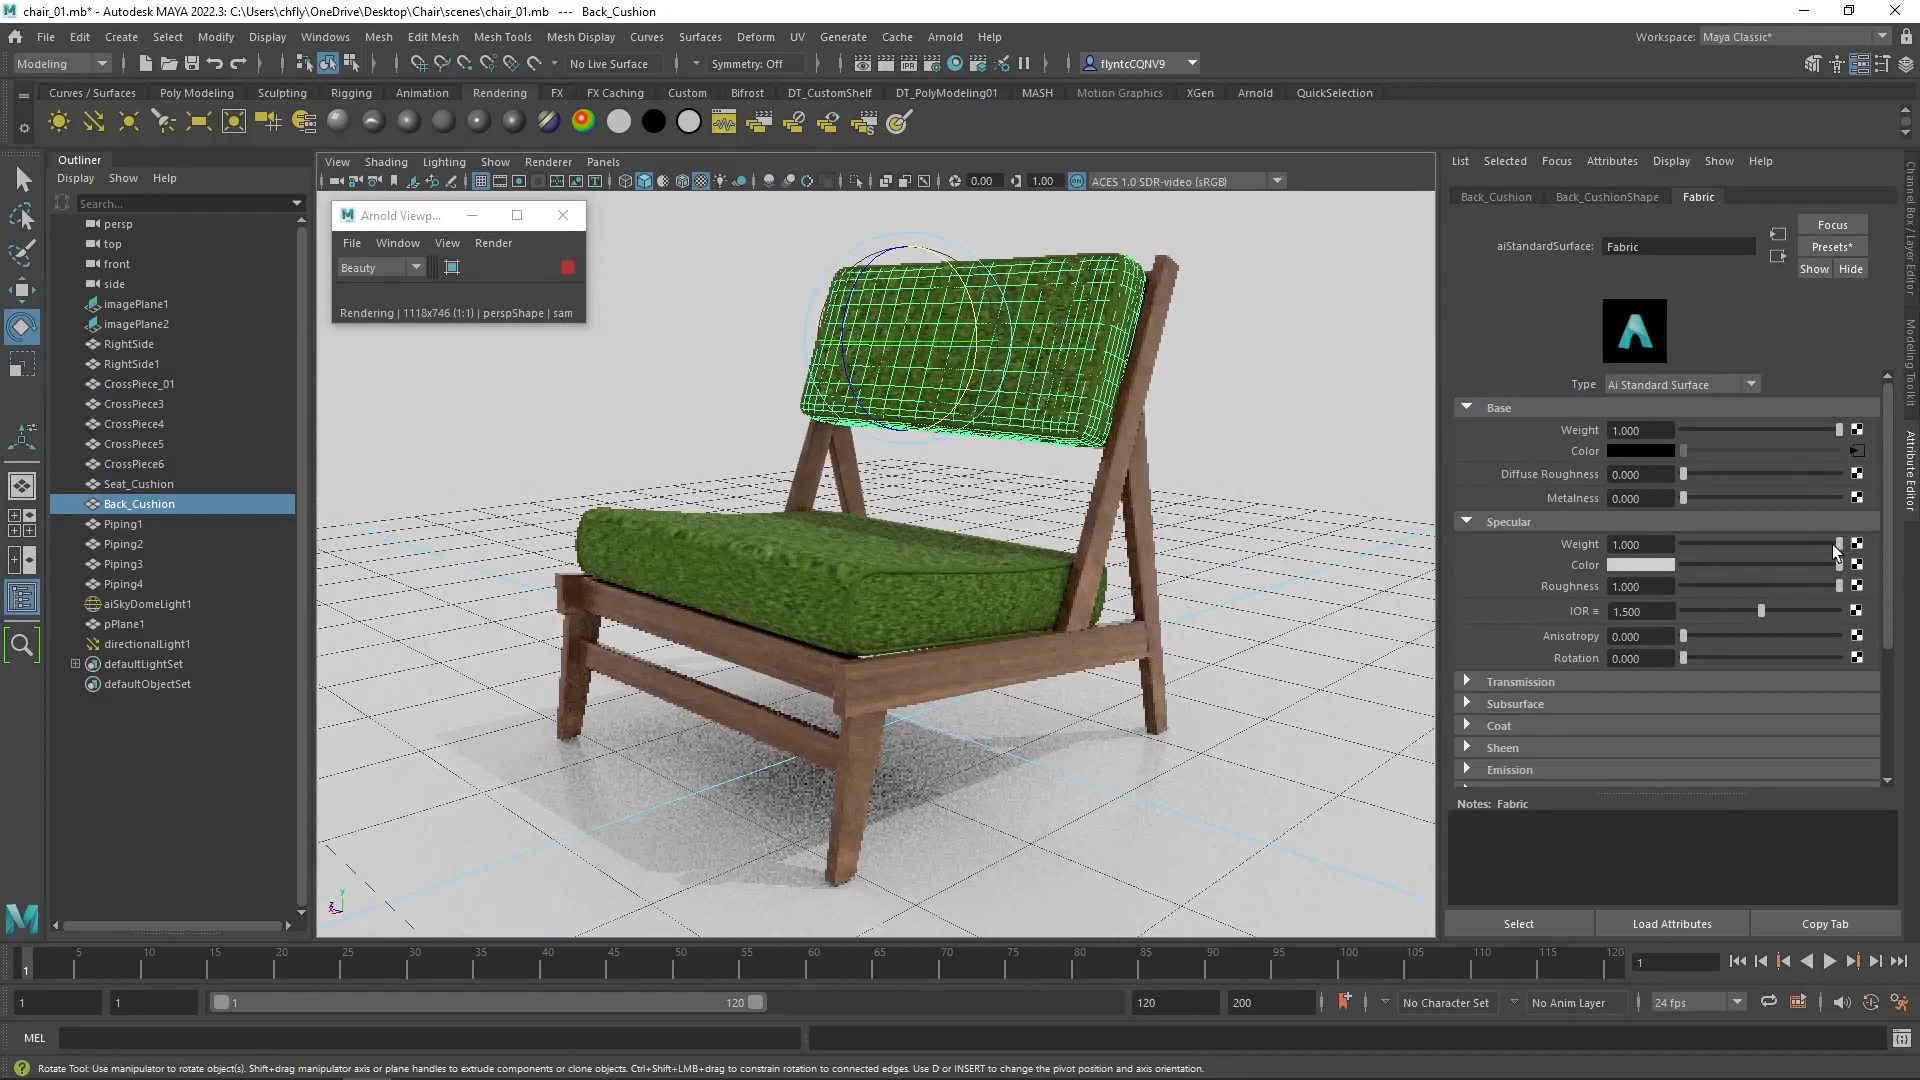 chair_01.mb* - Autodesk MAYA 2022.3: C:\Users\chfly\OneDrive\Desktop\Chair\scenes\chair_01.mb --- Back_Cushion
File Edit Create Select Modify Display Windows Mesh Edit Mesh Mesh Tools Mesh Display Curves Surfaces Deform UV Generate Cache Arnold Help Workspace: Maya Classic*
Modeling No Live Surface Symmetry: Off flyntcCQNV9
Curves / Surfaces Poly Modeling Sculpting Rigging Animation Rendering FX FX Caching Custom Bifrost DT_CustomShelf DT_PolyModeling01 MASH Motion Graphics XGen Arnold QuickSelection
IPR
Outliner
Display Show Help
Search...
persp
top
front
side
imagePlane1
imagePlane2
RightSide
RightSide1
CrossPiece_01
CrossPiece3
CrossPiece4
CrossPiece5
CrossPiece6
Seat_Cushion
Back_Cushion
Piping1
Piping2
Piping3
Piping4
aiSkyDomeLight1
pPlane1
directionalLight1
defaultLightSet
defaultObjectSet
View Shading Lighting Show Renderer Panels
0.00 1.00 ACES 1.0 SDR-video (sRGB)
Arnold Viewp...
File Window View Render
Beauty
Rendering | 1118x746 (1:1) | perspShape | sam
y
z
List Selected Focus Attributes Display Show Help
Back_Cushion Back_CushionShape Fabric
aiStandardSurface: Fabric
Focus
Presets*
Show Hide
Type Ai Standard Surface
Base
Weight 1.000
Color
Diffuse Roughness 0.000
Metalness 0.000
Specular
Weight 1.000
Color
Roughness 1.000
IOR 1.500
Anisotropy 0.000
Rotation 0.000
Transmission
Subsurface
Coat
Sheen
Emission
Notes: Fabric
Select Load Attributes Copy Tab
Channel Box / Layer Editor
Modeling Toolkit
Attribute Editor
5 10 15 20 25 30 35 40 45 50 55 60 65 70 75 80 85 90 95 100 105 110 115 120
1 1
1 1 1 120 120 200 No Character Set No Anim Layer 24 fps
MEL
Rotate Tool: Use manipulator to rotate object(s). Shift+drag manipulator axis or plane handles to extrude components or clone objects. Ctrl+Shift+LMB+drag to constrain rotation to connected edges. Use D or INSERT to change the pivot position and axis orientation.